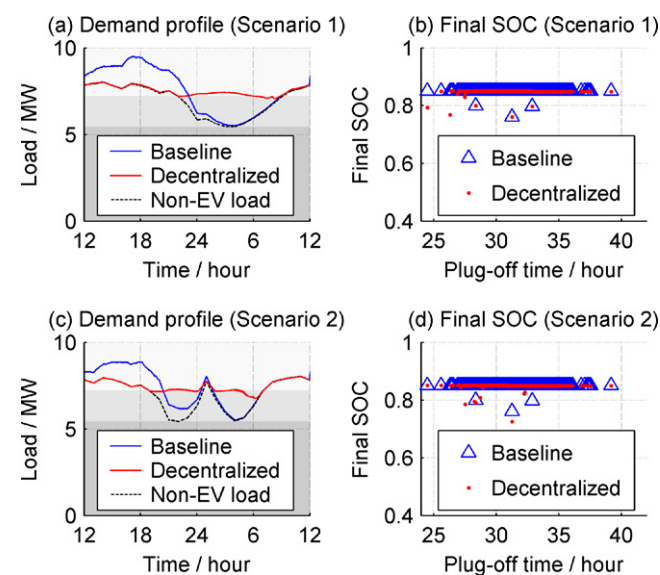 (a) Demand profile (Scenario 1)
10
5
0
Load / MW
Baseline
Decentralized
Non-EV load
12 18 24 6 12
Time / hour
(b) Final SOC (Scenario 1)
1
0.8
0.6
0.4
Final SOC
Baseline
Decentralized
25 30 35 40
Plug-off time / hour
(c) Demand profile (Scenario 2)
10
5
0
Load / MW
Baseline
Decentralized
Non-EV load
12 18 24 6 12
Time / hour
(d) Final SOC (Scenario 2)
1
0.8
0.6
0.4
Final SOC
Baseline
Decentralized
25 30 35 40
Plug-off time / hour